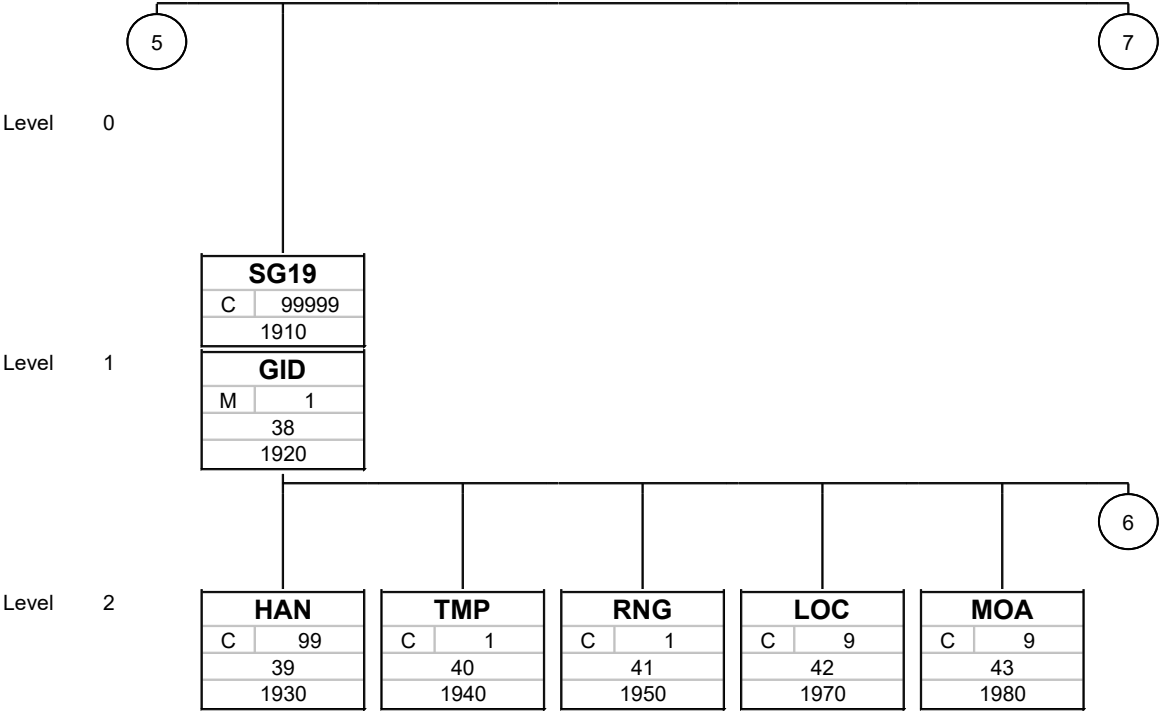 5 7
Level 0
SG19
C 99999
1910
Level 1
GID
M 1
38
1920
6
Level 2
HAN TMP RNG LOC MOA
C 99 C 1 C 1 C 9 C 9
39 40 41 42 43
1930 1940 1950 1970 1980